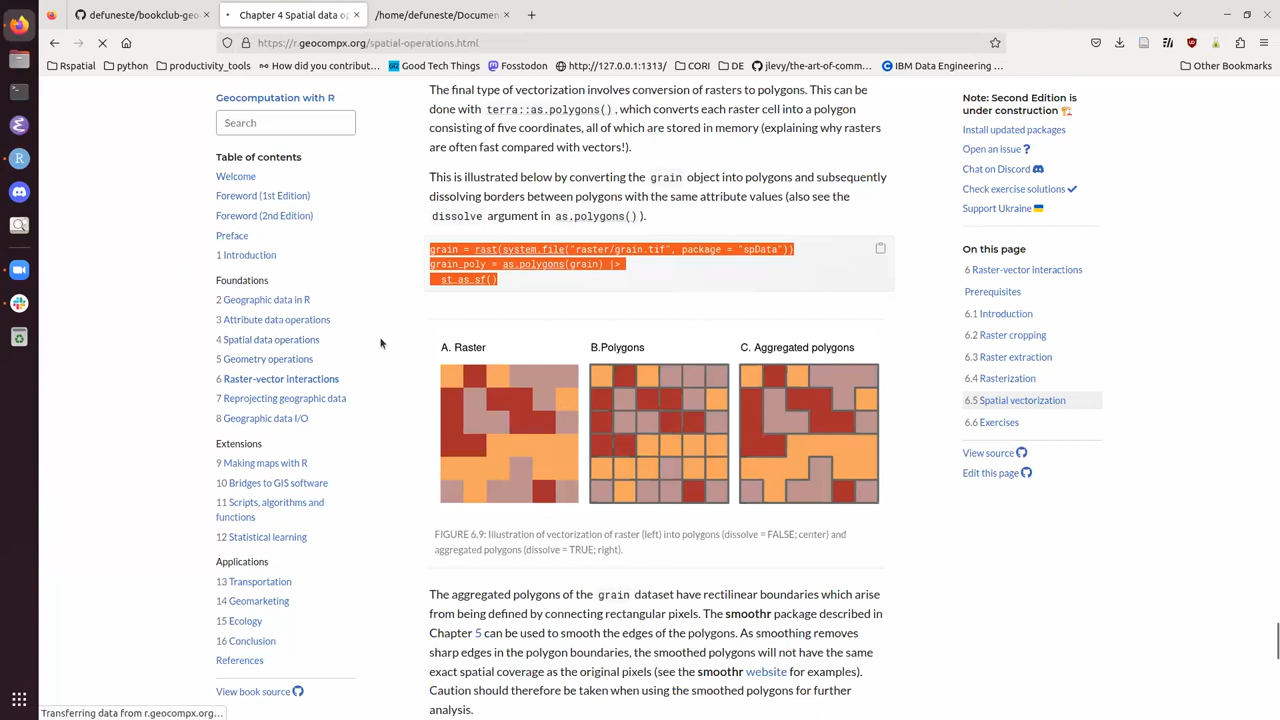 defuneste/bookclub-geo
Chapter 4 Spatial data op
/home/defuneste/Documen
https://r.geocompx.org/spatial-operations.html
Rspatial
python
productivity_tools
How did you contribut…
Good Tech Things
Fosstodon
http://127.0.0.1:1313/
CORI
DE
jlevy/the-art-of-comm…
IBM Data Engineering …
Other Bookmarks
Geocomputation with R
Search
Table of contents
Welcome
Foreword (1st Edition)
Foreword (2nd Edition)
Preface
1 Introduction
Foundations
2 Geographic data in R
3 Attribute data operations
4 Spatial data operations
5 Geometry operations
6 Raster-vector interactions
7 Reprojecting geographic data
8 Geographic data I/O
Extensions
9 Making maps with R
10 Bridges to GIS software
11 Scripts, algorithms and
functions
12 Statistical learning
Applications
13 Transportation
14 Geomarketing
15 Ecology
16 Conclusion
References
View book source
Transferring data from r.geocompx.org…
The final type of vectorization involves conversion of rasters to polygons. This can be
done with terra::as.polygons(), which converts each raster cell into a polygon
consisting of five coordinates, all of which are stored in memory (explaining why rasters
are often fast compared with vectors!).
This is illustrated below by converting the grain object into polygons and subsequently
dissolving borders between polygons with the same attribute values (also see the
dissolve argument in as.polygons()).
grain = rast(system.file("raster/grain.tif", package = "spData"))
grain_poly = as.polygons(grain) |>
st_as_sf()
A. Raster
B.Polygons
C. Aggregated polygons
FIGURE 6.9: Illustration of vectorization of raster (left) into polygons (dissolve = FALSE; center) and
aggregated polygons (dissolve = TRUE; right).
The aggregated polygons of the grain dataset have rectilinear boundaries which arise
from being defined by connecting rectangular pixels. The smoothr package described in
Chapter 5 can be used to smooth the edges of the polygons. As smoothing removes
sharp edges in the polygon boundaries, the smoothed polygons will not have the same
exact spatial coverage as the original pixels (see the smoothr website for examples).
Caution should therefore be taken when using the smoothed polygons for further
analysis.
Note: Second Edition is
under construction 🏗
Install updated packages
Open an issue ?
Chat on Discord
Check exercise solutions
Support Ukraine 🇺🇦
On this page
6 Raster-vector interactions
Prerequisites
6.1 Introduction
6.2 Raster cropping
6.3 Raster extraction
6.4 Rasterization
6.5 Spatial vectorization
6.6 Exercises
View source
Edit this page